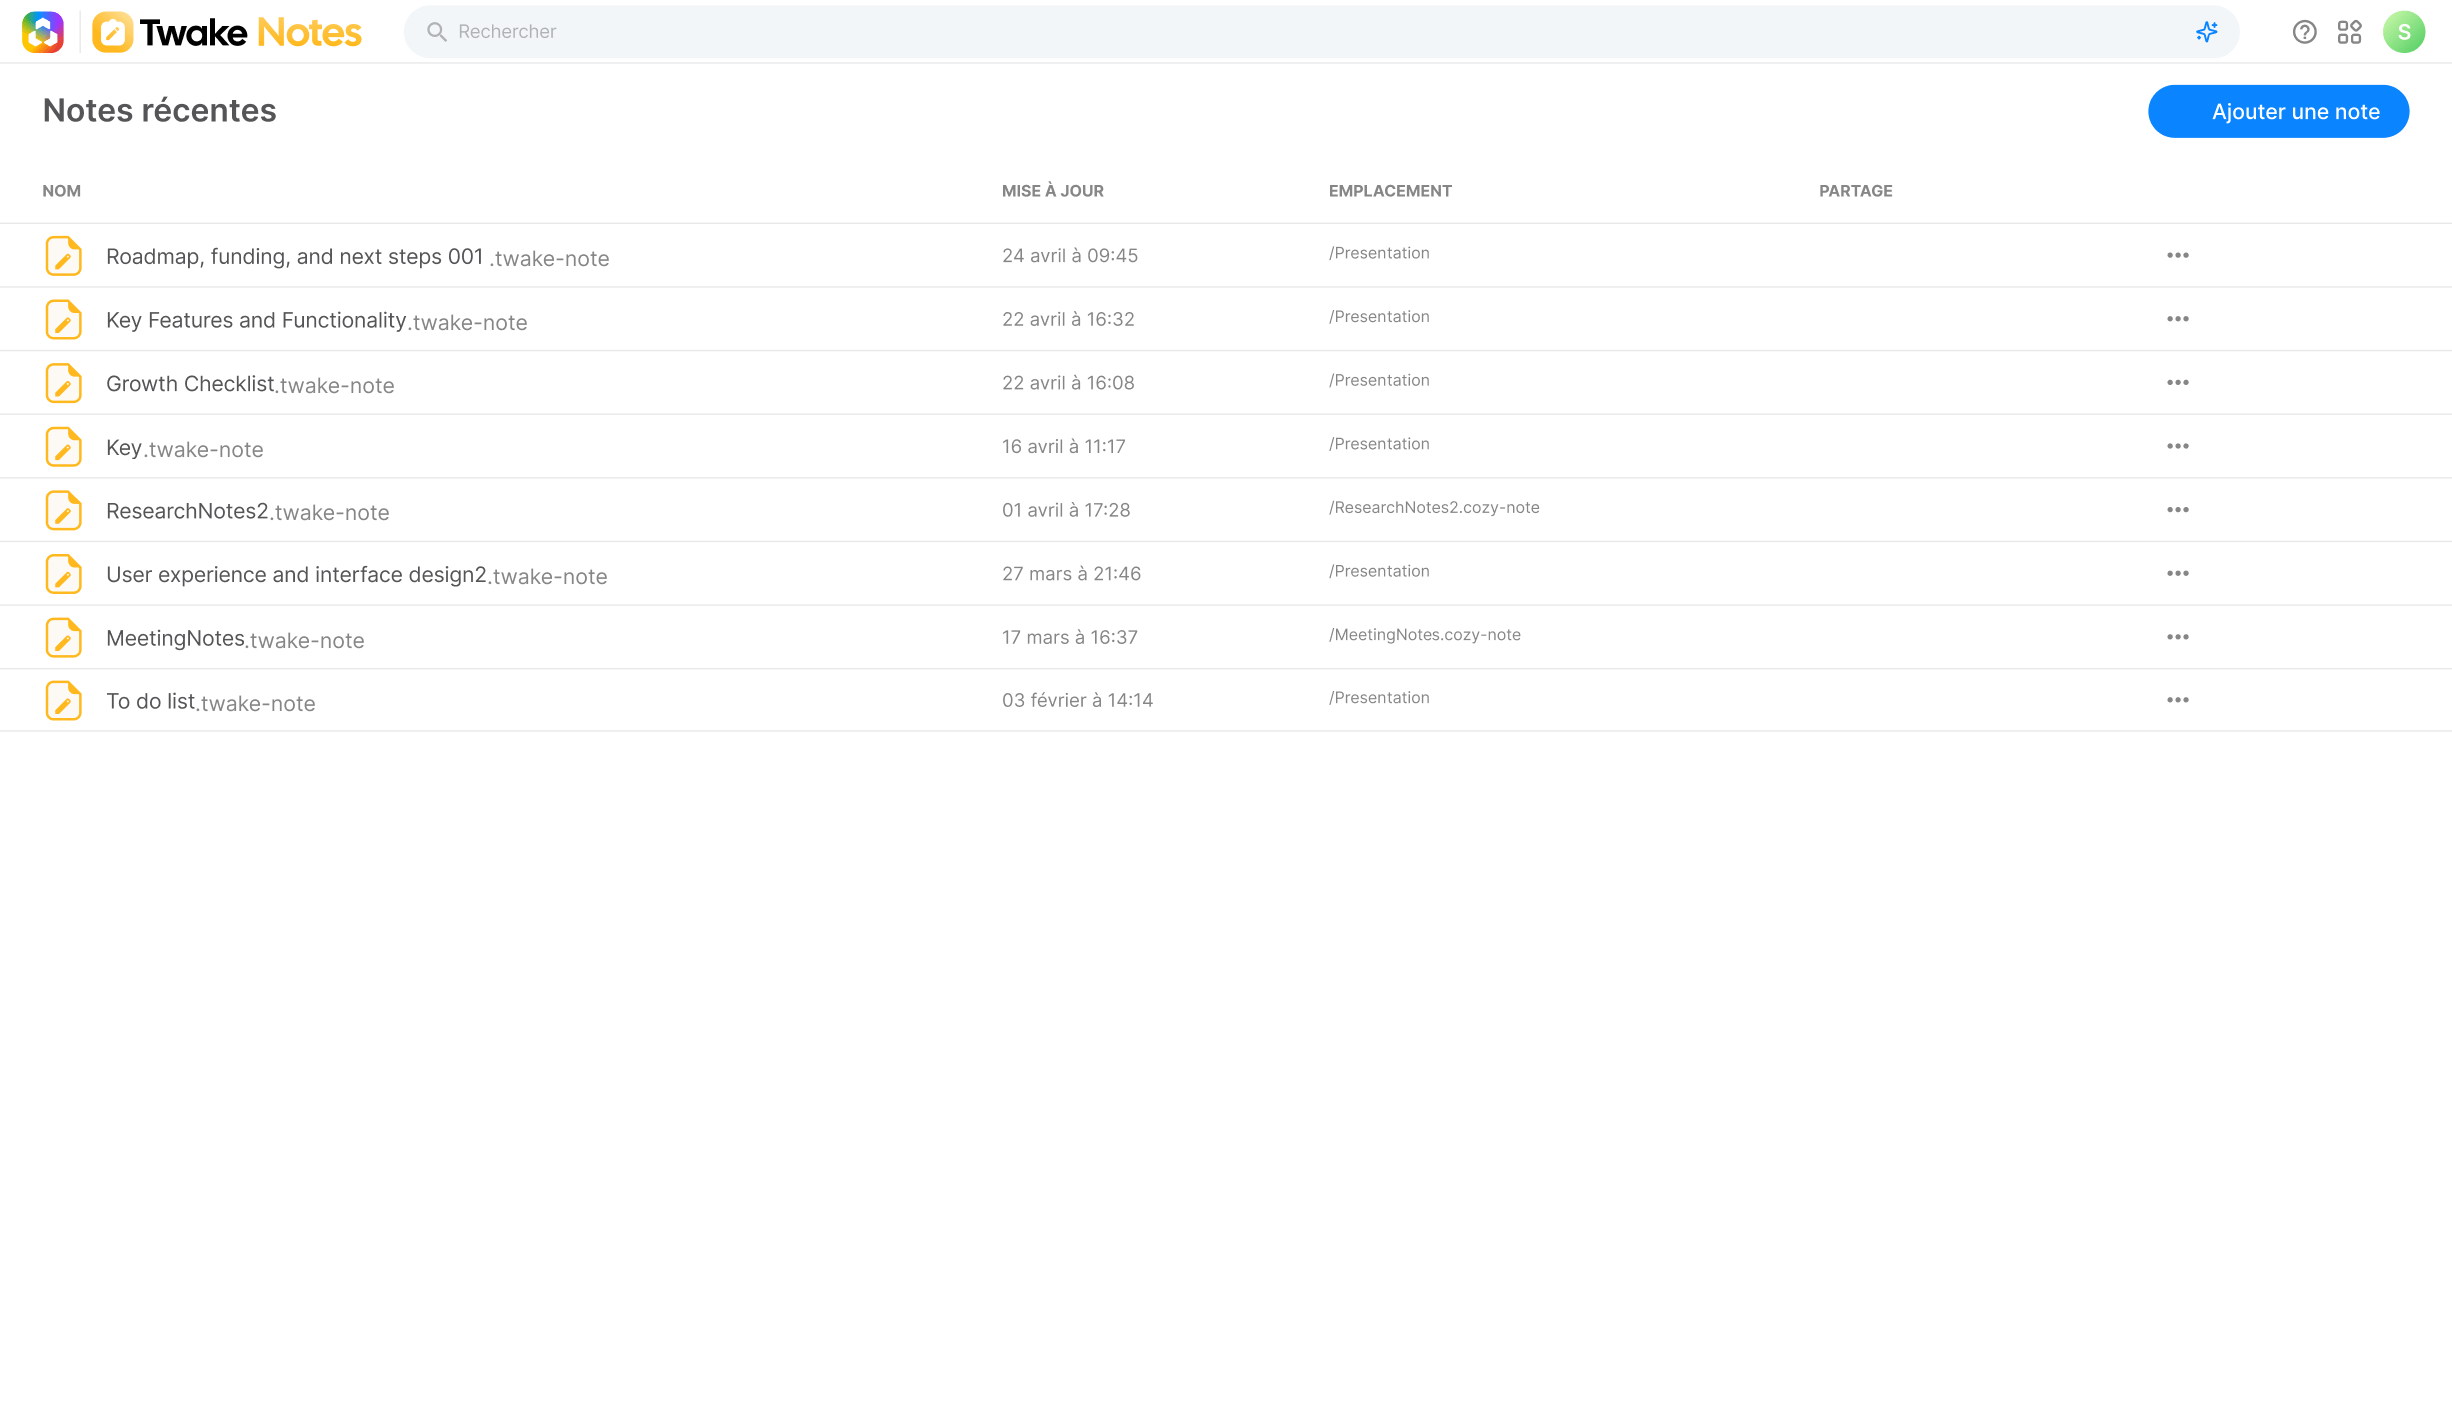 Twake Notes
Rechercher
S
Notes récentes
Ajouter une note
NOM MISE À JOUR EMPLACEMENT PARTAGE
Roadmap, funding, and next steps 001 .twake-note 24 avril à 09:45 /Presentation
Key Features and Functionality.twake-note 22 avril à 16:32 /Presentation
Growth Checklist.twake-note 22 avril à 16:08 /Presentation
Key.twake-note 16 avril à 11:17 /Presentation
ResearchNotes2.twake-note 01 avril à 17:28 /ResearchNotes2.cozy-note
User experience and interface design2.twake-note 27 mars à 21:46 /Presentation
MeetingNotes.twake-note 17 mars à 16:37 /MeetingNotes.cozy-note
To do list.twake-note 03 février à 14:14 /Presentation